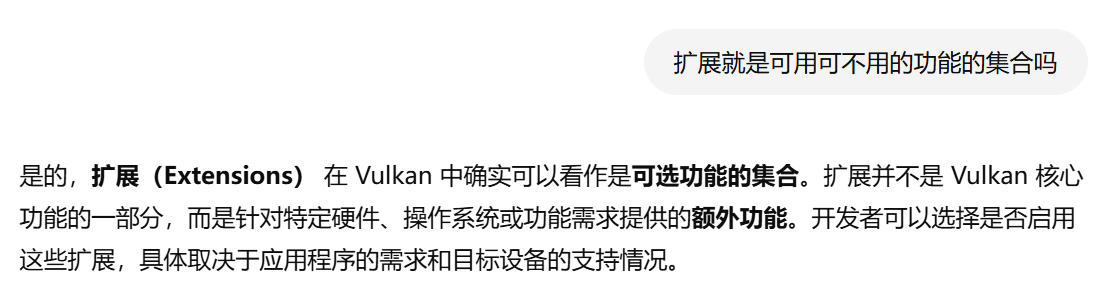 扩展就是可用可不用的功能的集合吗
是的，扩展（Extensions） 在 Vulkan 中确实可以看作是可选功能的集合。扩展并不是 Vulkan 核心
功能的一部分，而是针对特定硬件、操作系统或功能需求提供的额外功能。开发者可以选择是否启用
这些扩展，具体取决于应用程序的需求和目标设备的支持情况。